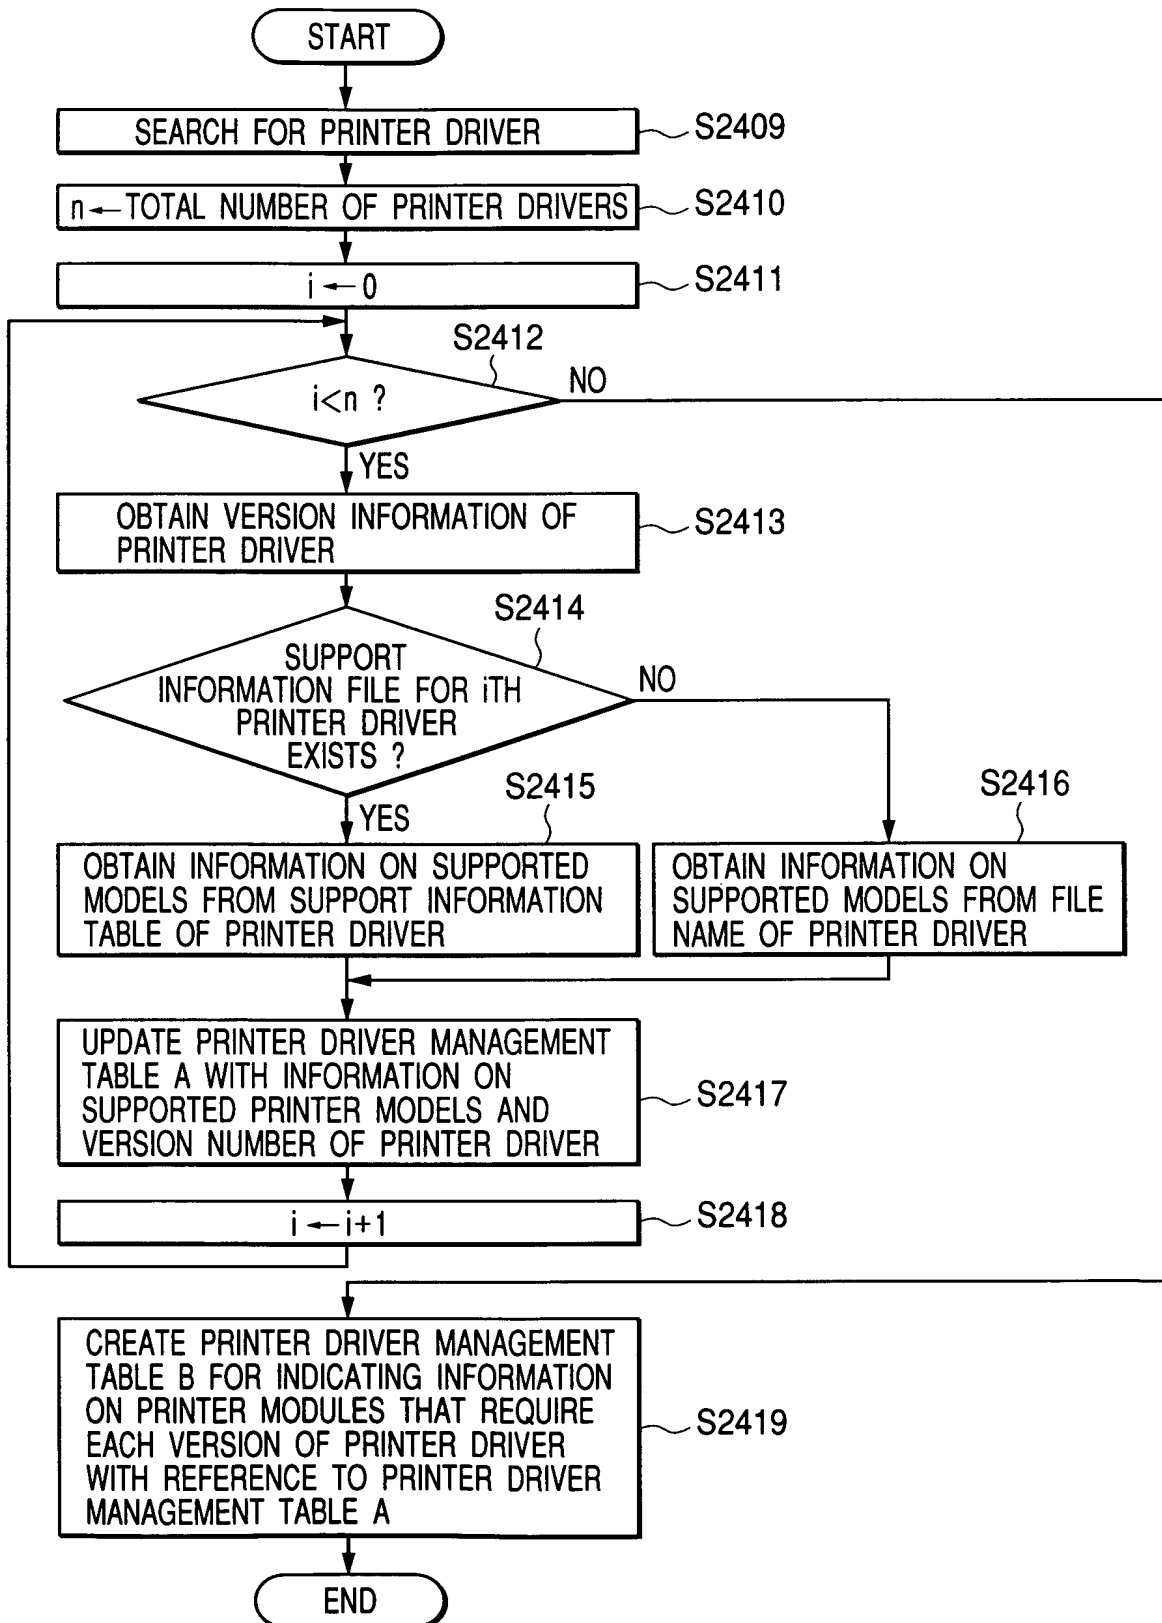 START
SEARCH FOR PRINTER DRIVER
S2409
n←TOTAL NUMBER OF PRINTER DRIVERS
S2410
i←0
S2411
S2412
i<n ?
NO
YES
OBTAIN VERSION INFORMATION OF
PRINTER DRIVER
S2413
S2414
SUPPORT
INFORMATION FILE FOR iTH
PRINTER DRIVER
EXISTS ?
NO
YES
S2415
S2416
OBTAIN INFORMATION ON SUPPORTED
MODELS FROM SUPPORT INFORMATION
TABLE OF PRINTER DRIVER
OBTAIN INFORMATION ON
SUPPORTED MODELS FROM FILE
NAME OF PRINTER DRIVER
UPDATE PRINTER DRIVER MANAGEMENT
TABLE A WITH INFORMATION ON
SUPPORTED PRINTER MODELS AND
VERSION NUMBER OF PRINTER DRIVER
S2417
i←i+1
S2418
CREATE PRINTER DRIVER MANAGEMENT
TABLE B FOR INDICATING INFORMATION
ON PRINTER MODULES THAT REQUIRE
EACH VERSION OF PRINTER DRIVER
WITH REFERENCE TO PRINTER DRIVER
MANAGEMENT TABLE A
S2419
END